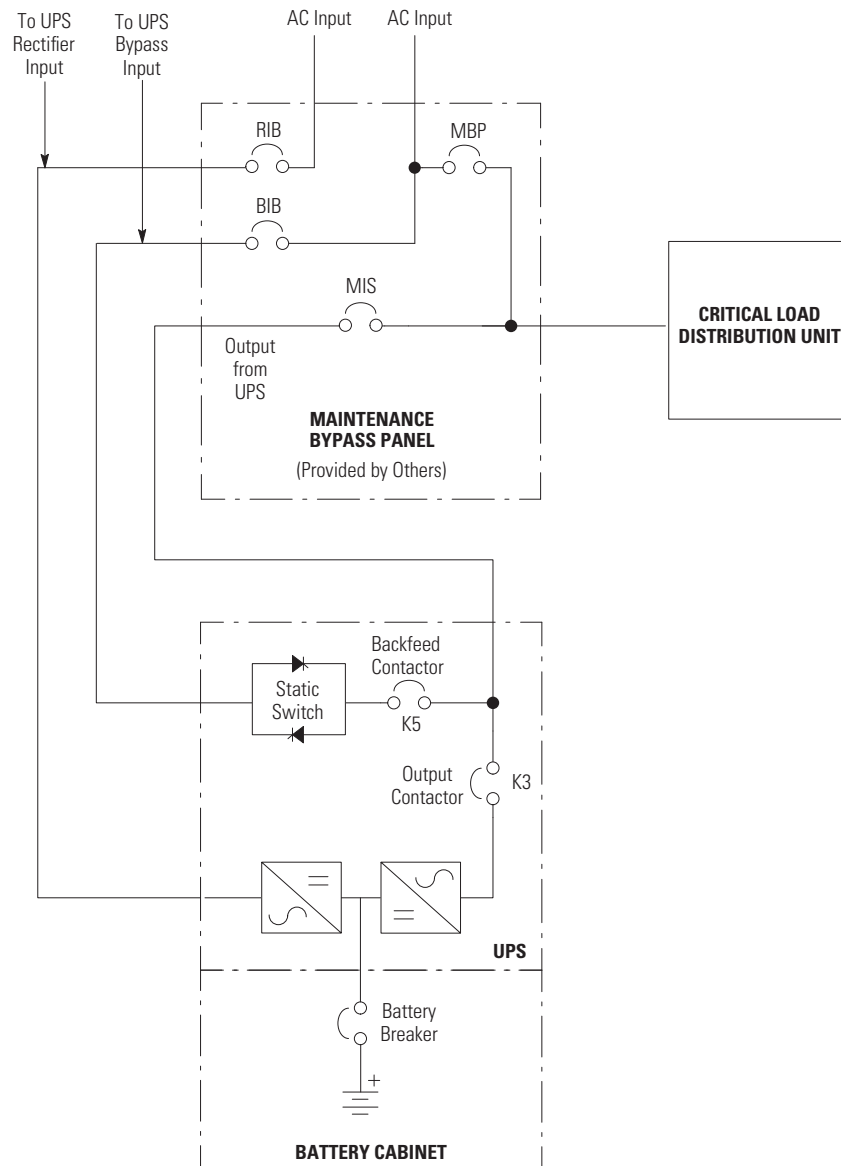 To UPS
Rectifier
Input
To UPS
Bypass
Input
AC Input
AC Input
RIB
MBP
BIB
MIS
Output
from
UPS
MAINTENANCE
BYPASS PANEL
(Provided by Others)
CRITICAL LOAD
DISTRIBUTION UNIT
Backfeed
Contactor
Static
Switch
K5
Output
Contactor
K3
UPS
Battery
Breaker
+
BATTERY CABINET